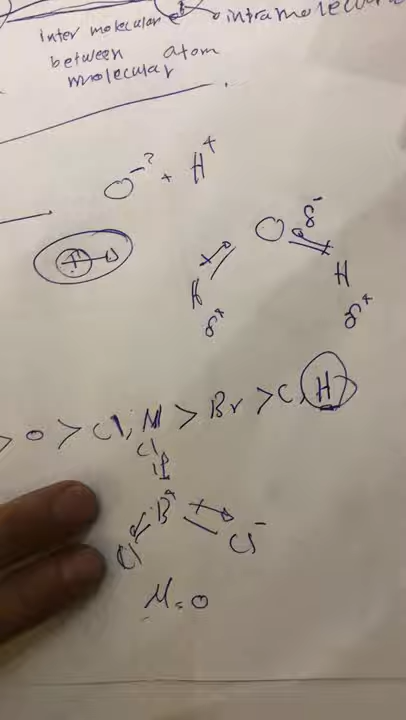 Inter molecular
intramolecular
between atom
molecular
O⁻² + H⁺
O δ⁻
H δ⁺
H δ⁺
> O > Cl, N > Br > C, H
Cl
B⁺
Cl
Cl⁻
M = 0